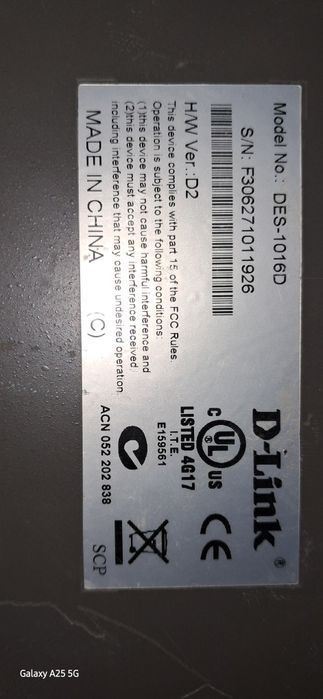 Model No.: DES-1016D
D-Link ®
S/N: F306271011926
H/W Ver.:D2
c UL ® US
LISTED 4G17
I.T.E.
E159561
CE
This device complies with part 15 of the FCC Rules
Operation is subject to the following conditions:
(1)this device may not cause harmful interference and
(2)this device must accept any interference received
including interference that may cause undesired operation
MADE IN CHINA (C)
ACN 052 202 838
SCP
Galaxy A25 5G